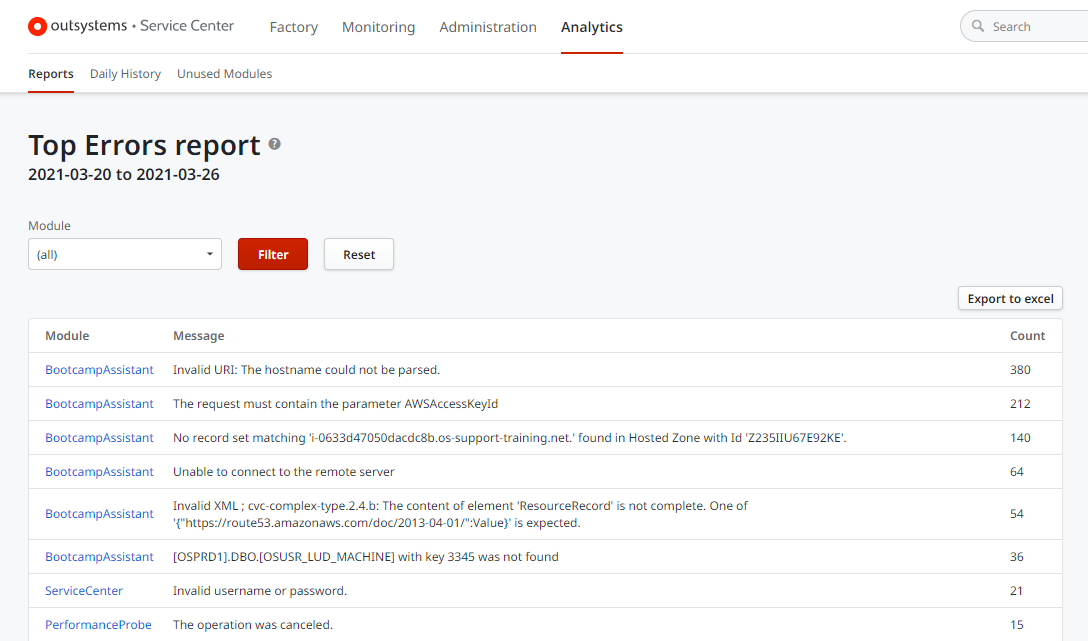 outsystems • Service Center Factory Monitoring Administration Analytics Search
Reports Daily History Unused Modules
Top Errors report ?
2021-03-20 to 2021-03-26
Module
(all) Filter Reset
Export to excel
Module Message Count
BootcampAssistant Invalid URI: The hostname could not be parsed. 380
BootcampAssistant The request must contain the parameter AWSAccessKeyId 212
BootcampAssistant No record set matching 'i-0633d47050dacdc8b.os-support-training.net.' found in Hosted Zone with Id 'Z235IIU67E92KE'. 140
BootcampAssistant Unable to connect to the remote server 64
BootcampAssistant Invalid XML ; cvc-complex-type.2.4.b: The content of element 'ResourceRecord' is not complete. One of
'{"https://route53.amazonaws.com/doc/2013-04-01/":Value}' is expected. 54
BootcampAssistant [OSPRD1].DBO.[OSUSR_LUD_MACHINE] with key 3345 was not found 36
ServiceCenter Invalid username or password. 21
PerformanceProbe The operation was canceled. 15